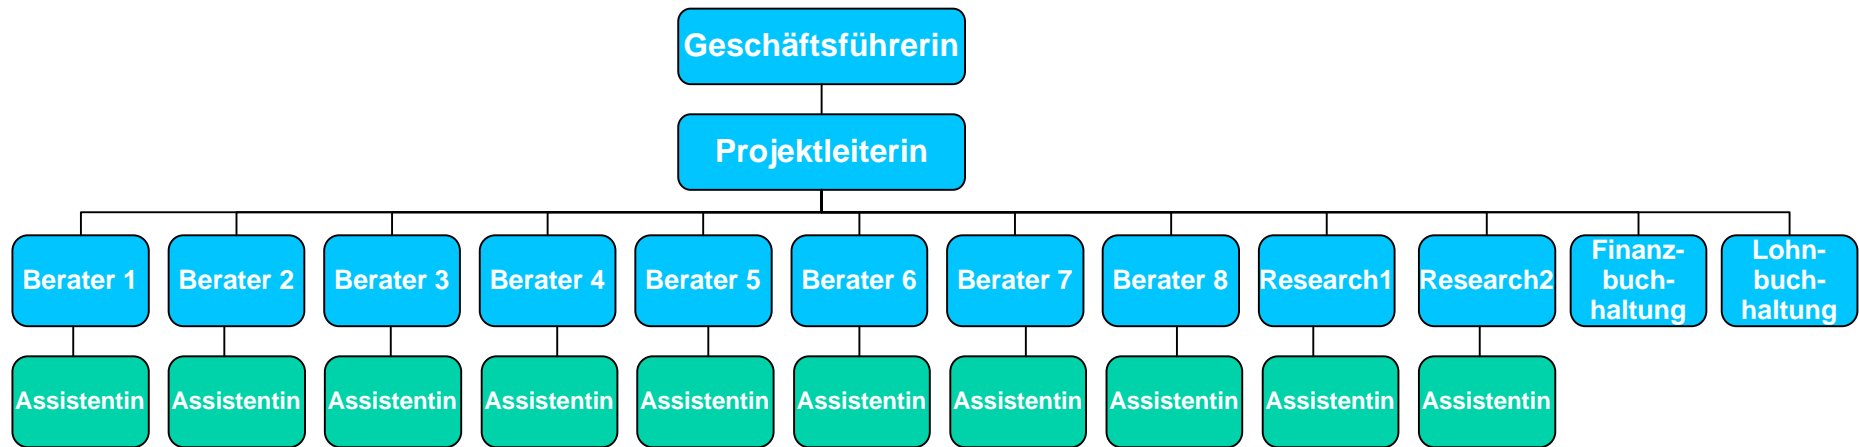 Geschäftsführerin
Projektleiterin
Berater 1
Berater 2
Berater 3
Berater 4
Berater 5
Berater 6
Berater 7
Berater 8
Research1
Research2
Finanz-
buch-
haltung
Lohn-
buch-
haltung
Assistentin
Assistentin
Assistentin
Assistentin
Assistentin
Assistentin
Assistentin
Assistentin
Assistentin
Assistentin